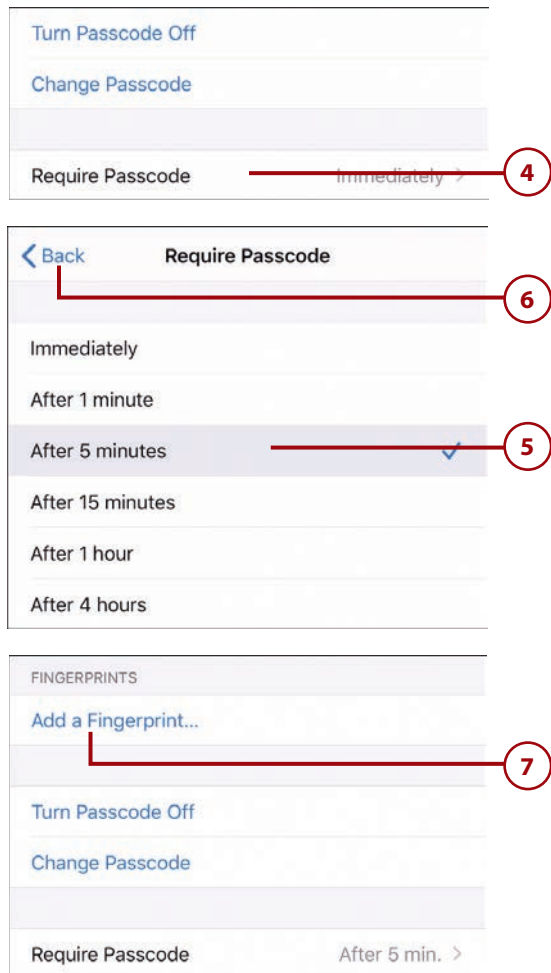 Turn Passcode Off
Change Passcode
Require Passcode Immediately > 4
< Back Require Passcode
6
Immediately
After 1 minute
After 5 minutes ✓ 5
After 15 minutes
After 1 hour
After 4 hours
FINGERPRINTS
Add a Fingerprint...
7
Turn Passcode Off
Change Passcode
Require Passcode After 5 min. >